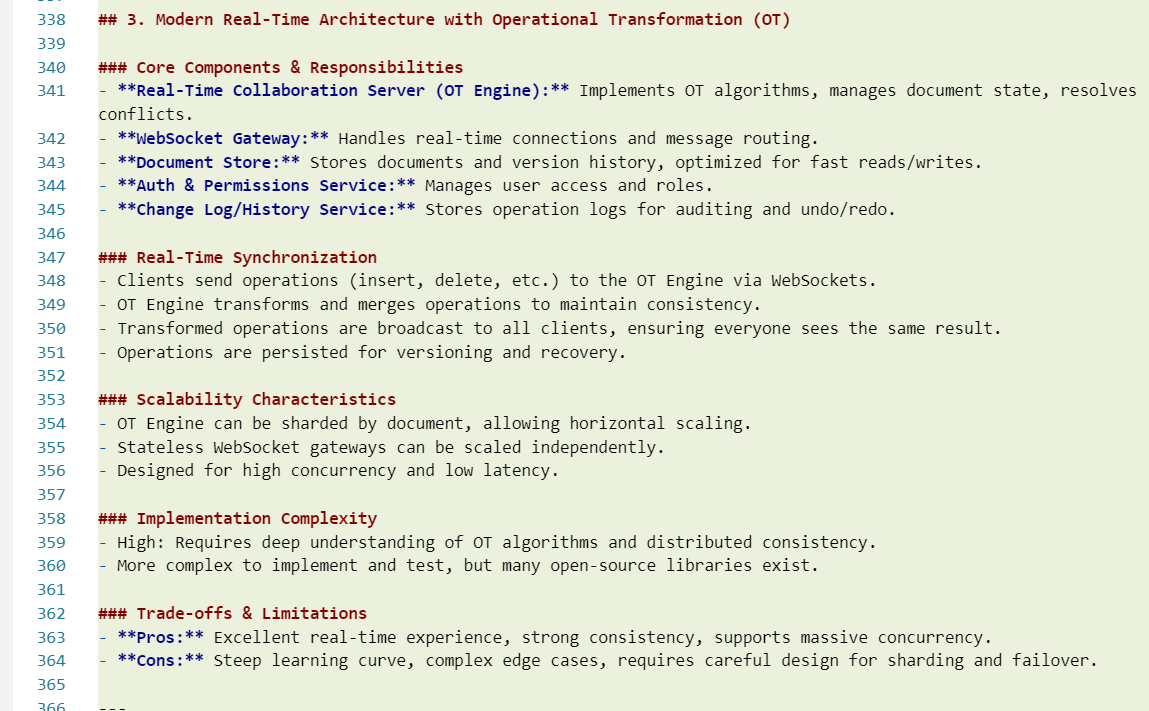 338 ## 3. Modern Real-Time Architecture with Operational Transformation (OT)
339
340 ### Core Components & Responsibilities
341 - **Real-Time Collaboration Server (OT Engine):** Implements OT algorithms, manages document state, resolves
conflicts.
342 - **WebSocket Gateway:** Handles real-time connections and message routing.
343 - **Document Store:** Stores documents and version history, optimized for fast reads/writes.
344 - **Auth & Permissions Service:** Manages user access and roles.
345 - **Change Log/History Service:** Stores operation logs for auditing and undo/redo.
346
347 ### Real-Time Synchronization
348 - Clients send operations (insert, delete, etc.) to the OT Engine via WebSockets.
349 - OT Engine transforms and merges operations to maintain consistency.
350 - Transformed operations are broadcast to all clients, ensuring everyone sees the same result.
351 - Operations are persisted for versioning and recovery.
352
353 ### Scalability Characteristics
354 - OT Engine can be sharded by document, allowing horizontal scaling.
355 - Stateless WebSocket gateways can be scaled independently.
356 - Designed for high concurrency and low latency.
357
358 ### Implementation Complexity
359 - High: Requires deep understanding of OT algorithms and distributed consistency.
360 - More complex to implement and test, but many open-source libraries exist.
361
362 ### Trade-offs & Limitations
363 - **Pros:** Excellent real-time experience, strong consistency, supports massive concurrency.
364 - **Cons:** Steep learning curve, complex edge cases, requires careful design for sharding and failover.
365
366 ---